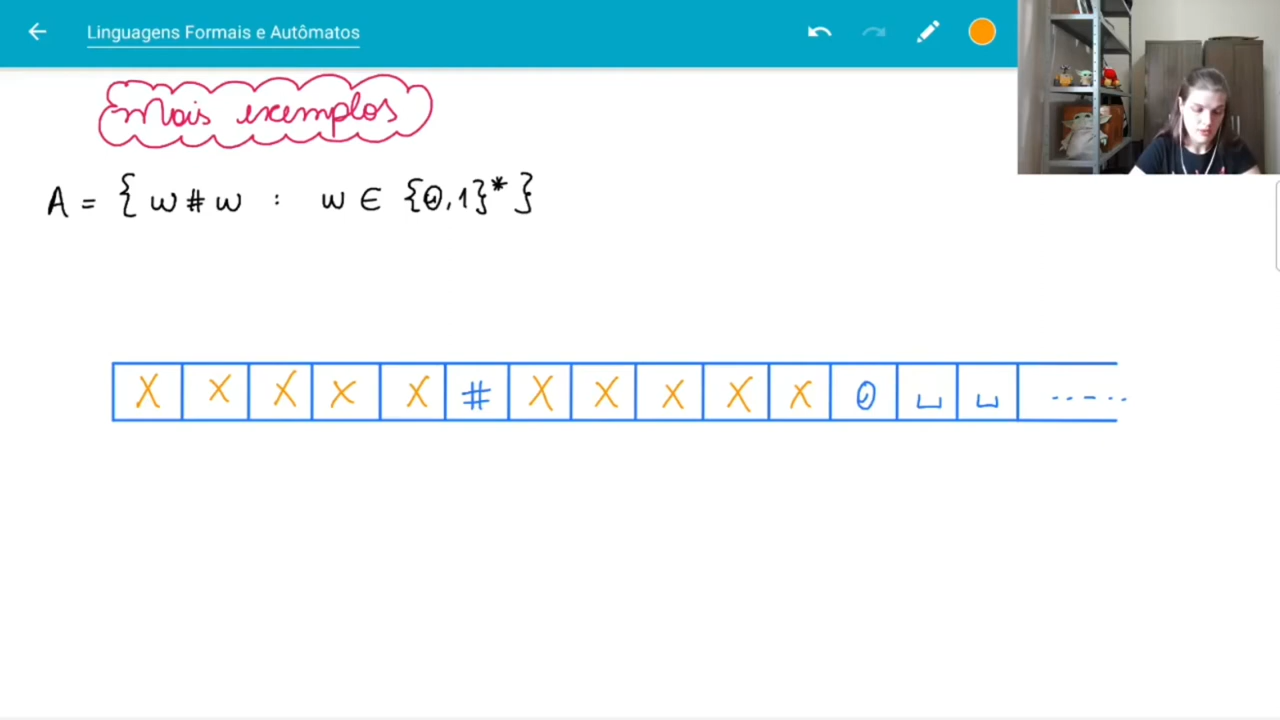 Linguagens Formais e Autômatos
Mais exemplos
A = { w # w : w ∈ {0,1}* }
X X X X X # X X X X X 0 ⊔ ⊔ ......